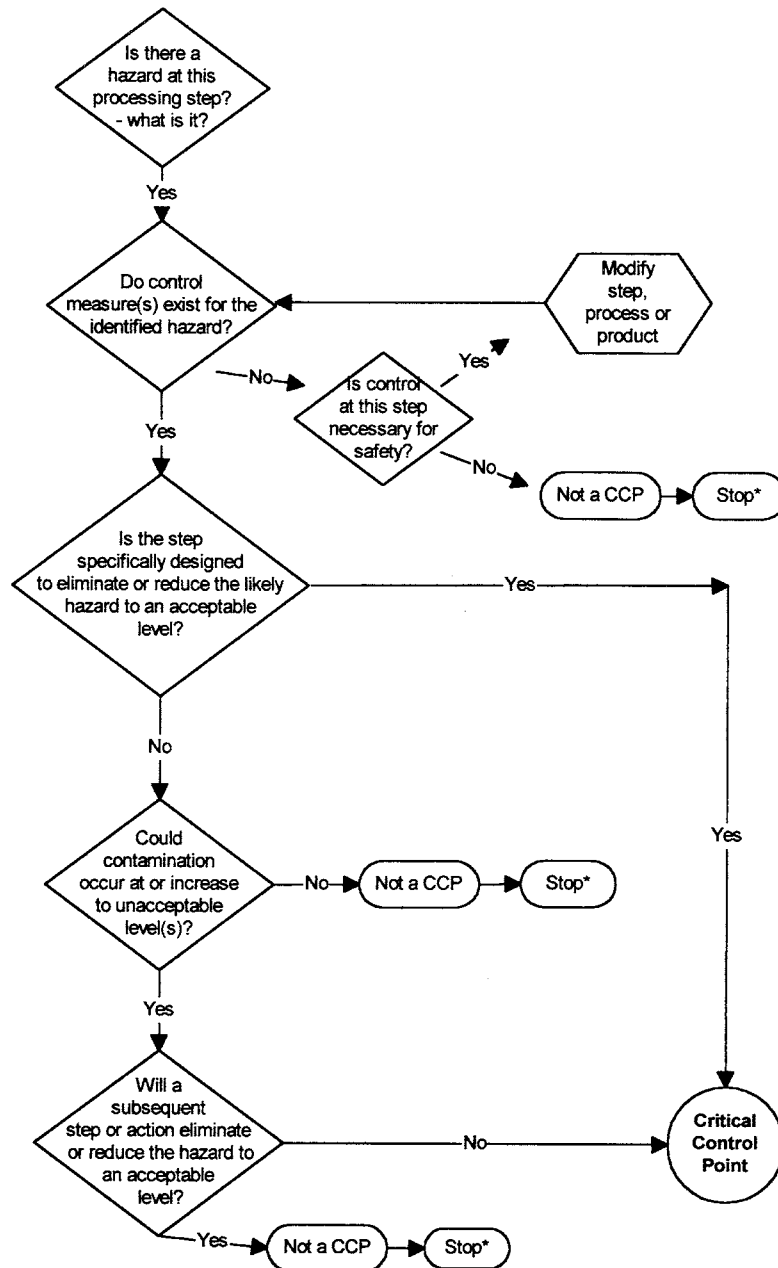 Is there a
hazard at this
processing step?
- what is it?
Yes
Do control
measure(s) exist for the
identified hazard?
Modify
step,
process or
product
Yes
No
Is control
at this step
necessary for
safety?
Yes
No
Not a CCP
Stop*
Is the step
specifically designed
to eliminate or reduce the likely
hazard to an acceptable
level?
Yes
No
Yes
Could
contamination
occur at or increase
to unacceptable
level(s)?
No
Not a CCP
Stop*
Yes
Will a
subsequent
step or action eliminate
or reduce the hazard to
an acceptable
level?
No
Critical
Control
Point
Yes
Not a CCP
Stop*